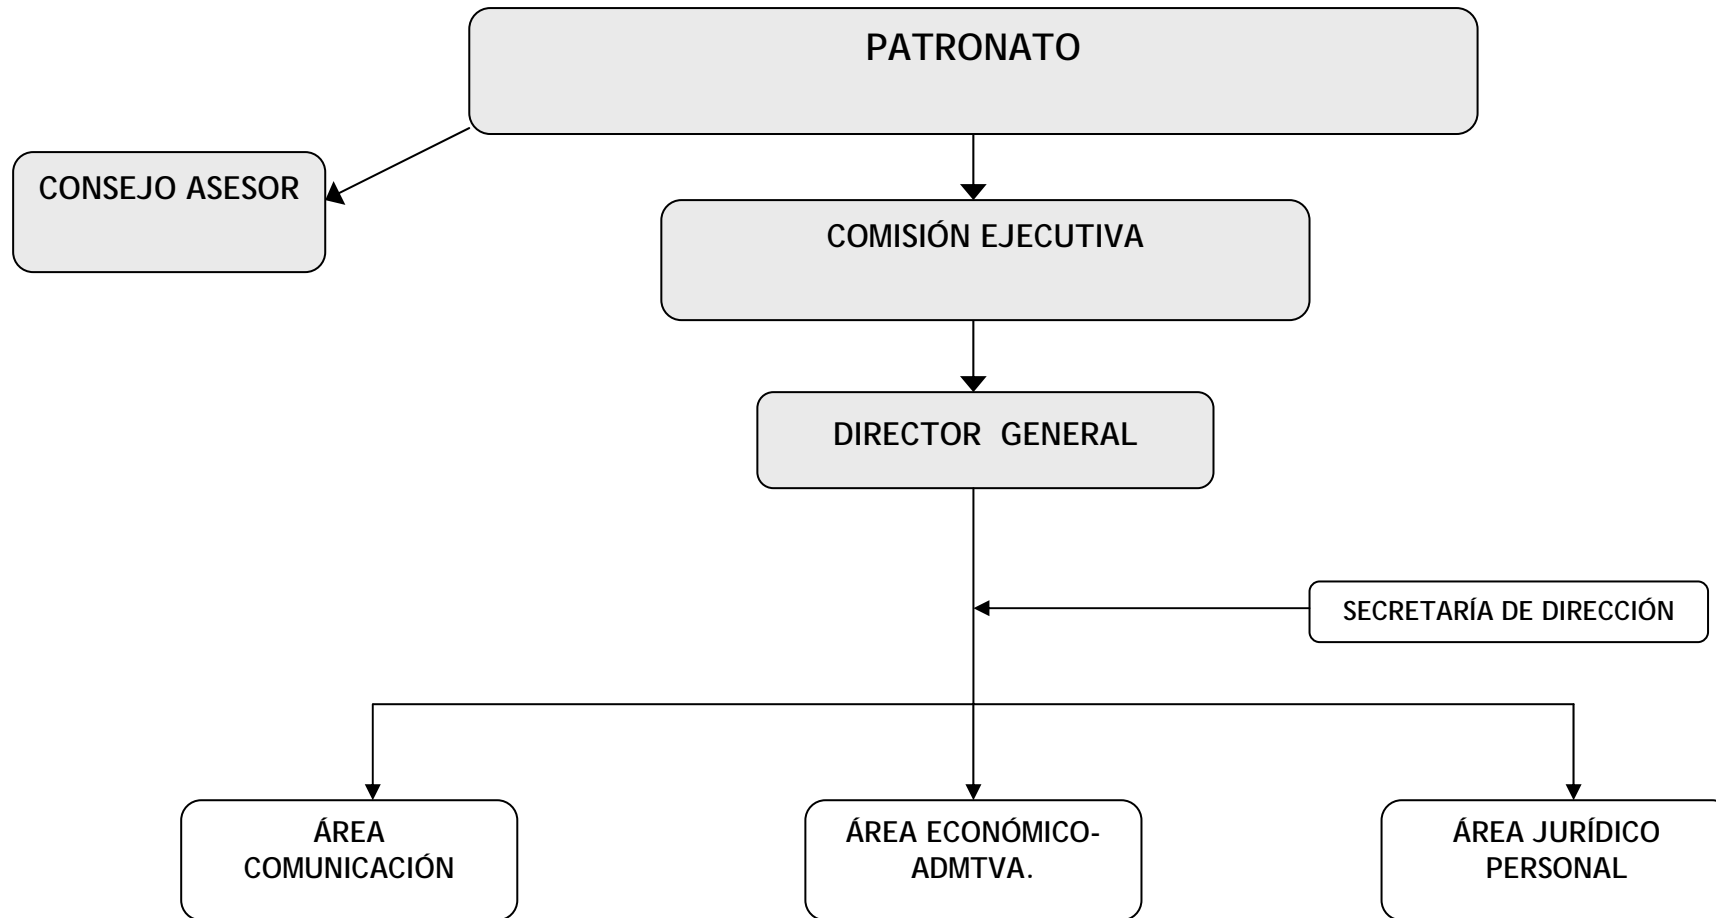 PATRONATO
CONSEJO ASESOR
COMISIÓN EJECUTIVA
DIRECTOR GENERAL
SECRETARÍA DE DIRECCIÓN
ÁREA
COMUNICACIÓN
ÁREA ECONÓMICO-
ADMTVA.
ÁREA JURÍDICO
PERSONAL